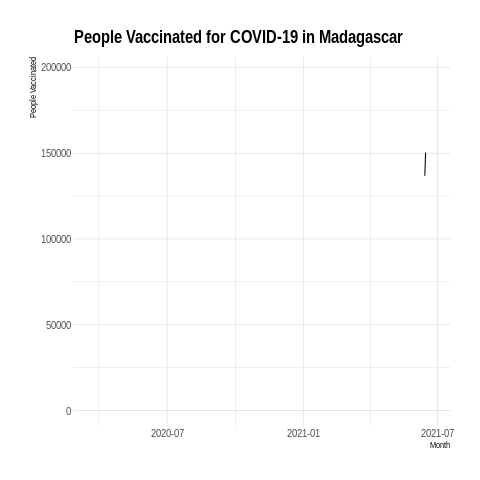 People Vaccinated for COVID-19 in Madagascar
People Vaccinated
200000
150000
100000
50000
0
2020-07
2021-01
2021-07
Month